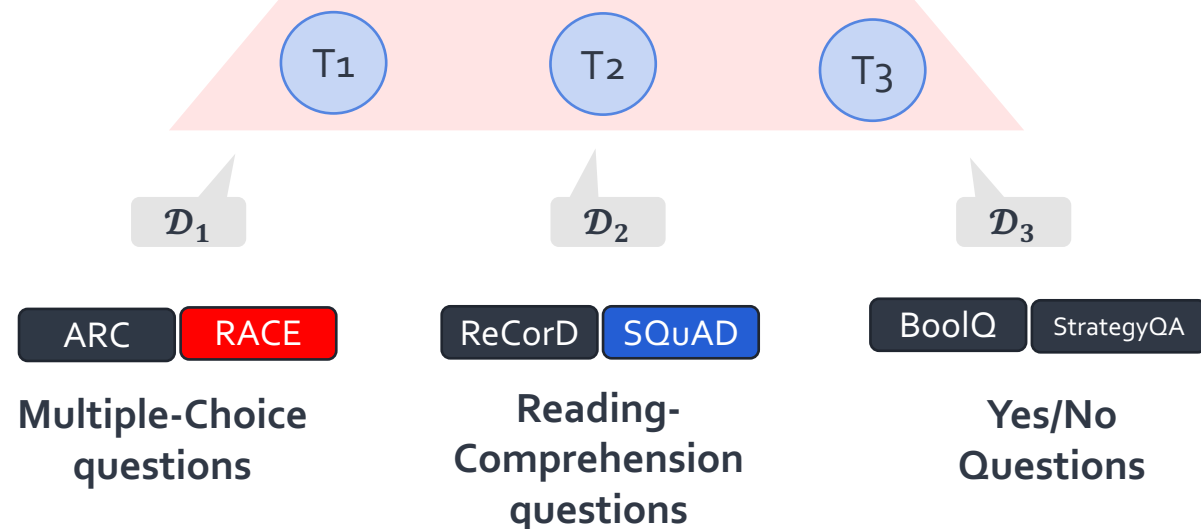 T1 T2 T3
𝒟₁ 𝒟₂ 𝒟₃
ARC RACE ReCorD SQuAD BoolQ StrategyQA
Multiple-Choice
questions
Reading-
Comprehension
questions
Yes/No
Questions